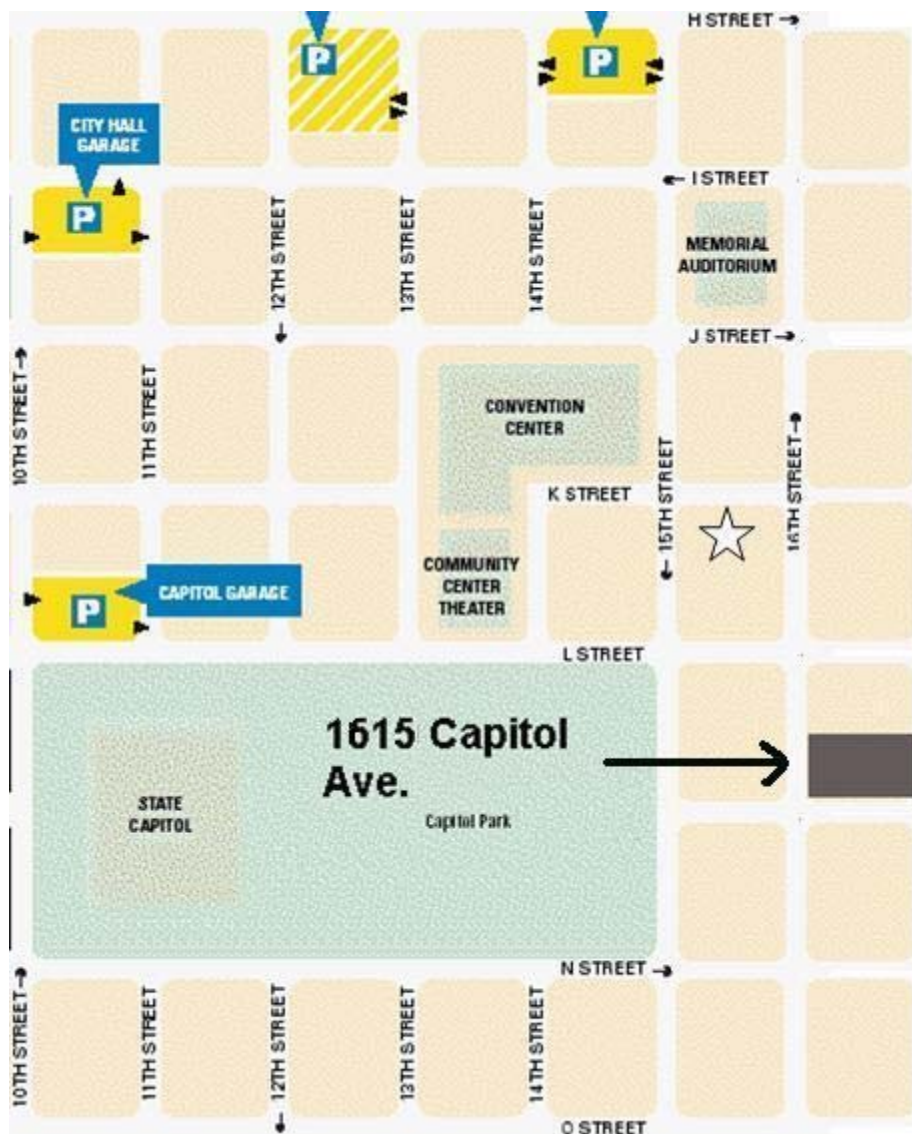 H STREET
P
P
CITY HALL
GARAGE
P
I STREET
MEMORIAL
AUDITORIUM
12TH STREET
13TH STREET
14TH STREET
J STREET
10TH STREET
11TH STREET
CONVENTION
CENTER
K STREET
15TH STREET
16TH STREET
COMMUNITY
CENTER
THEATER
CAPITOL GARAGE
P
L STREET
1615 Capitol
Ave.
Capitol Park
STATE
CAPITOL
N STREET
10TH STREET
11TH STREET
12TH STREET
13TH STREET
14TH STREET
O STREET